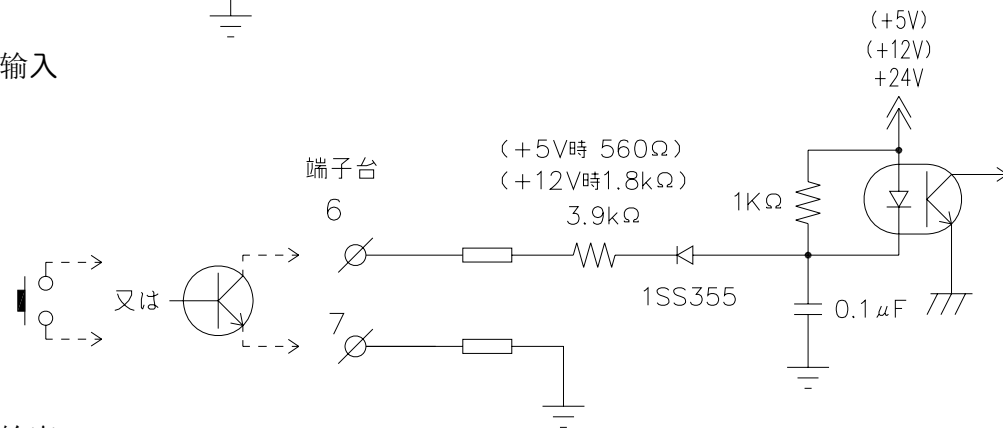 输入
(+5V)
(+12V)
+24V
端子台
6
(+5V時 560Ω)
(+12V時1.8kΩ)
3.9kΩ
1KΩ
又は
1SS355
0.1μF
7